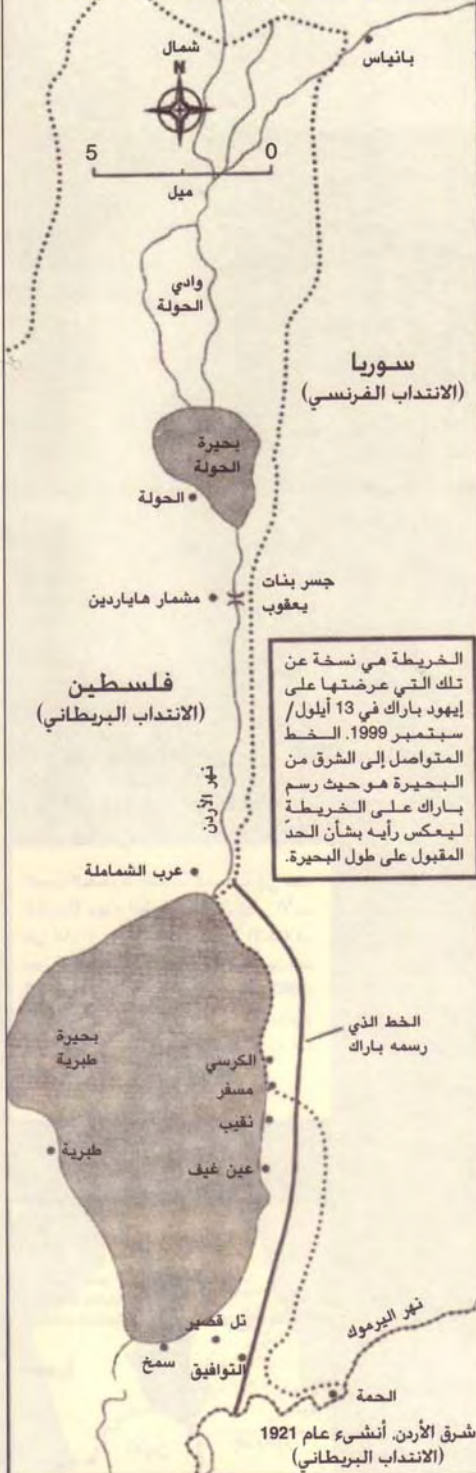 شمال
N
بانياس
5
0
ميل
وادي
الحولة
سوريا
(الانتداب الفرنسي)
بحيرة
الحولة
الحولة
جسر بنات
يعقوب
مشمار هاياردين
فلسطين
(الانتداب البريطاني)
الخريطة هي نسخة عن
تلك التي عرضتها على
إيهود باراك في 13 أيلول/
سبتمبر 1999. الخط
المتواصل إلى الشرق من
البحيرة هو حيث رسم
باراك على الخريطة
ليعكس رأيه بشأن الحدّ
المقبول على طول البحيرة.
نهر الأردن
عرب الشماملة
الخط الذي
رسمه باراك
بحيرة
طبرية
الكرسي
مسفر
نقيب
طبرية
عين غيف
نهر اليرموك
تل قصير
سمخ
التوافيق
الحمة
شرق الأردن. أنشىء عام 1921
(الانتداب البريطاني)